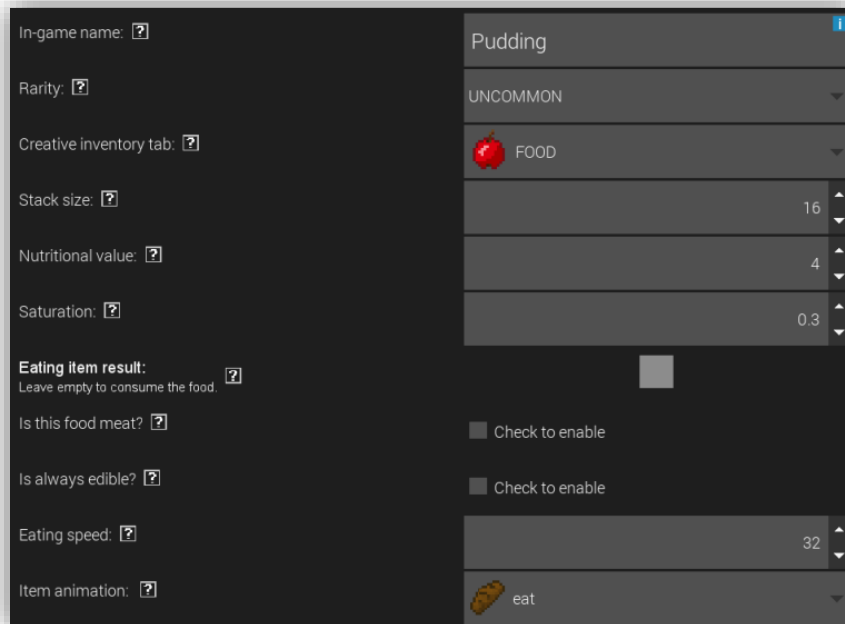 In-game name: ?
Pudding
i
Rarity: ?
UNCOMMON
Creative inventory tab: ?
FOOD
Stack size: ?
16
Nutritional value: ?
4
Saturation: ?
0.3
Eating item result:
Leave empty to consume the food. ?
Is this food meat? ?
Check to enable
Is always edible? ?
Check to enable
Eating speed: ?
32
Item animation: ?
eat